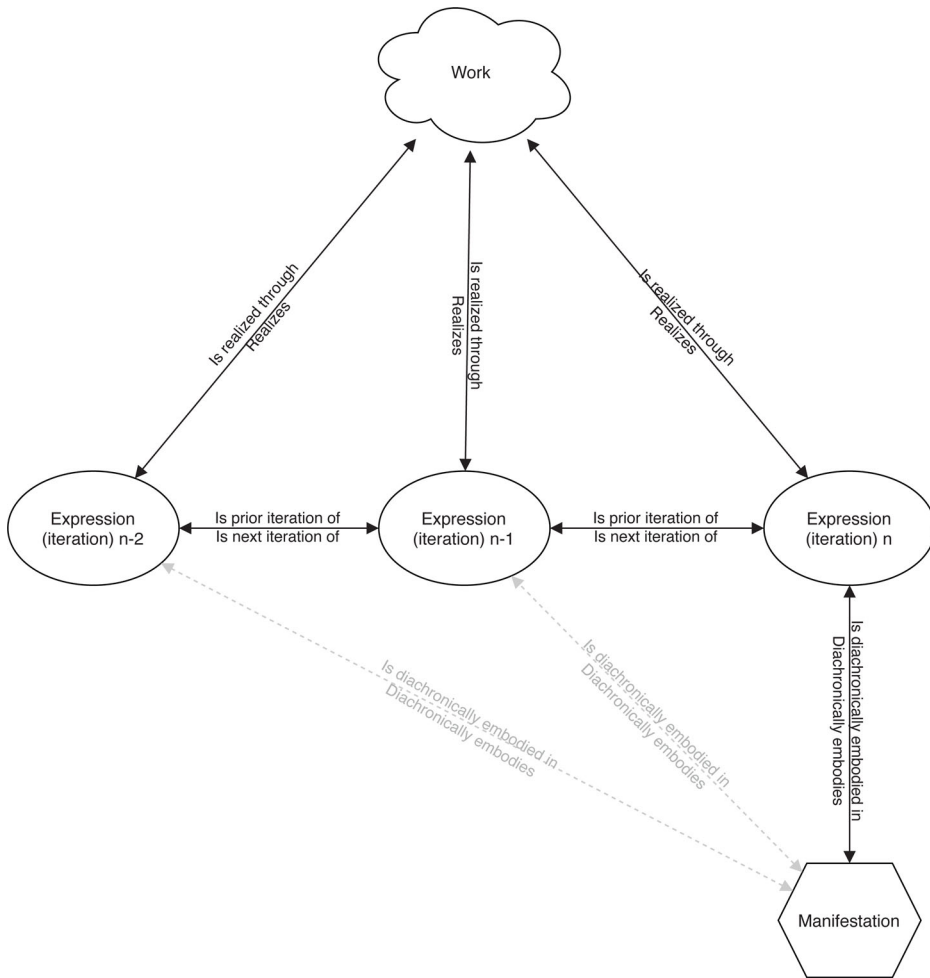 Work
Is realized through
Realizes
Is realized through
Realizes
Is realized through
Realizes
Expression
(iteration) n-2
Is prior iteration of
Is next iteration of
Expression
(iteration) n-1
Is prior iteration of
Is next iteration of
Expression
(iteration) n
Is diachronically embodied in
Diachronically embodies
Is diachronically embodied in
Diachronically embodies
Is diachronically embodied in
Diachronically embodies
Manifestation